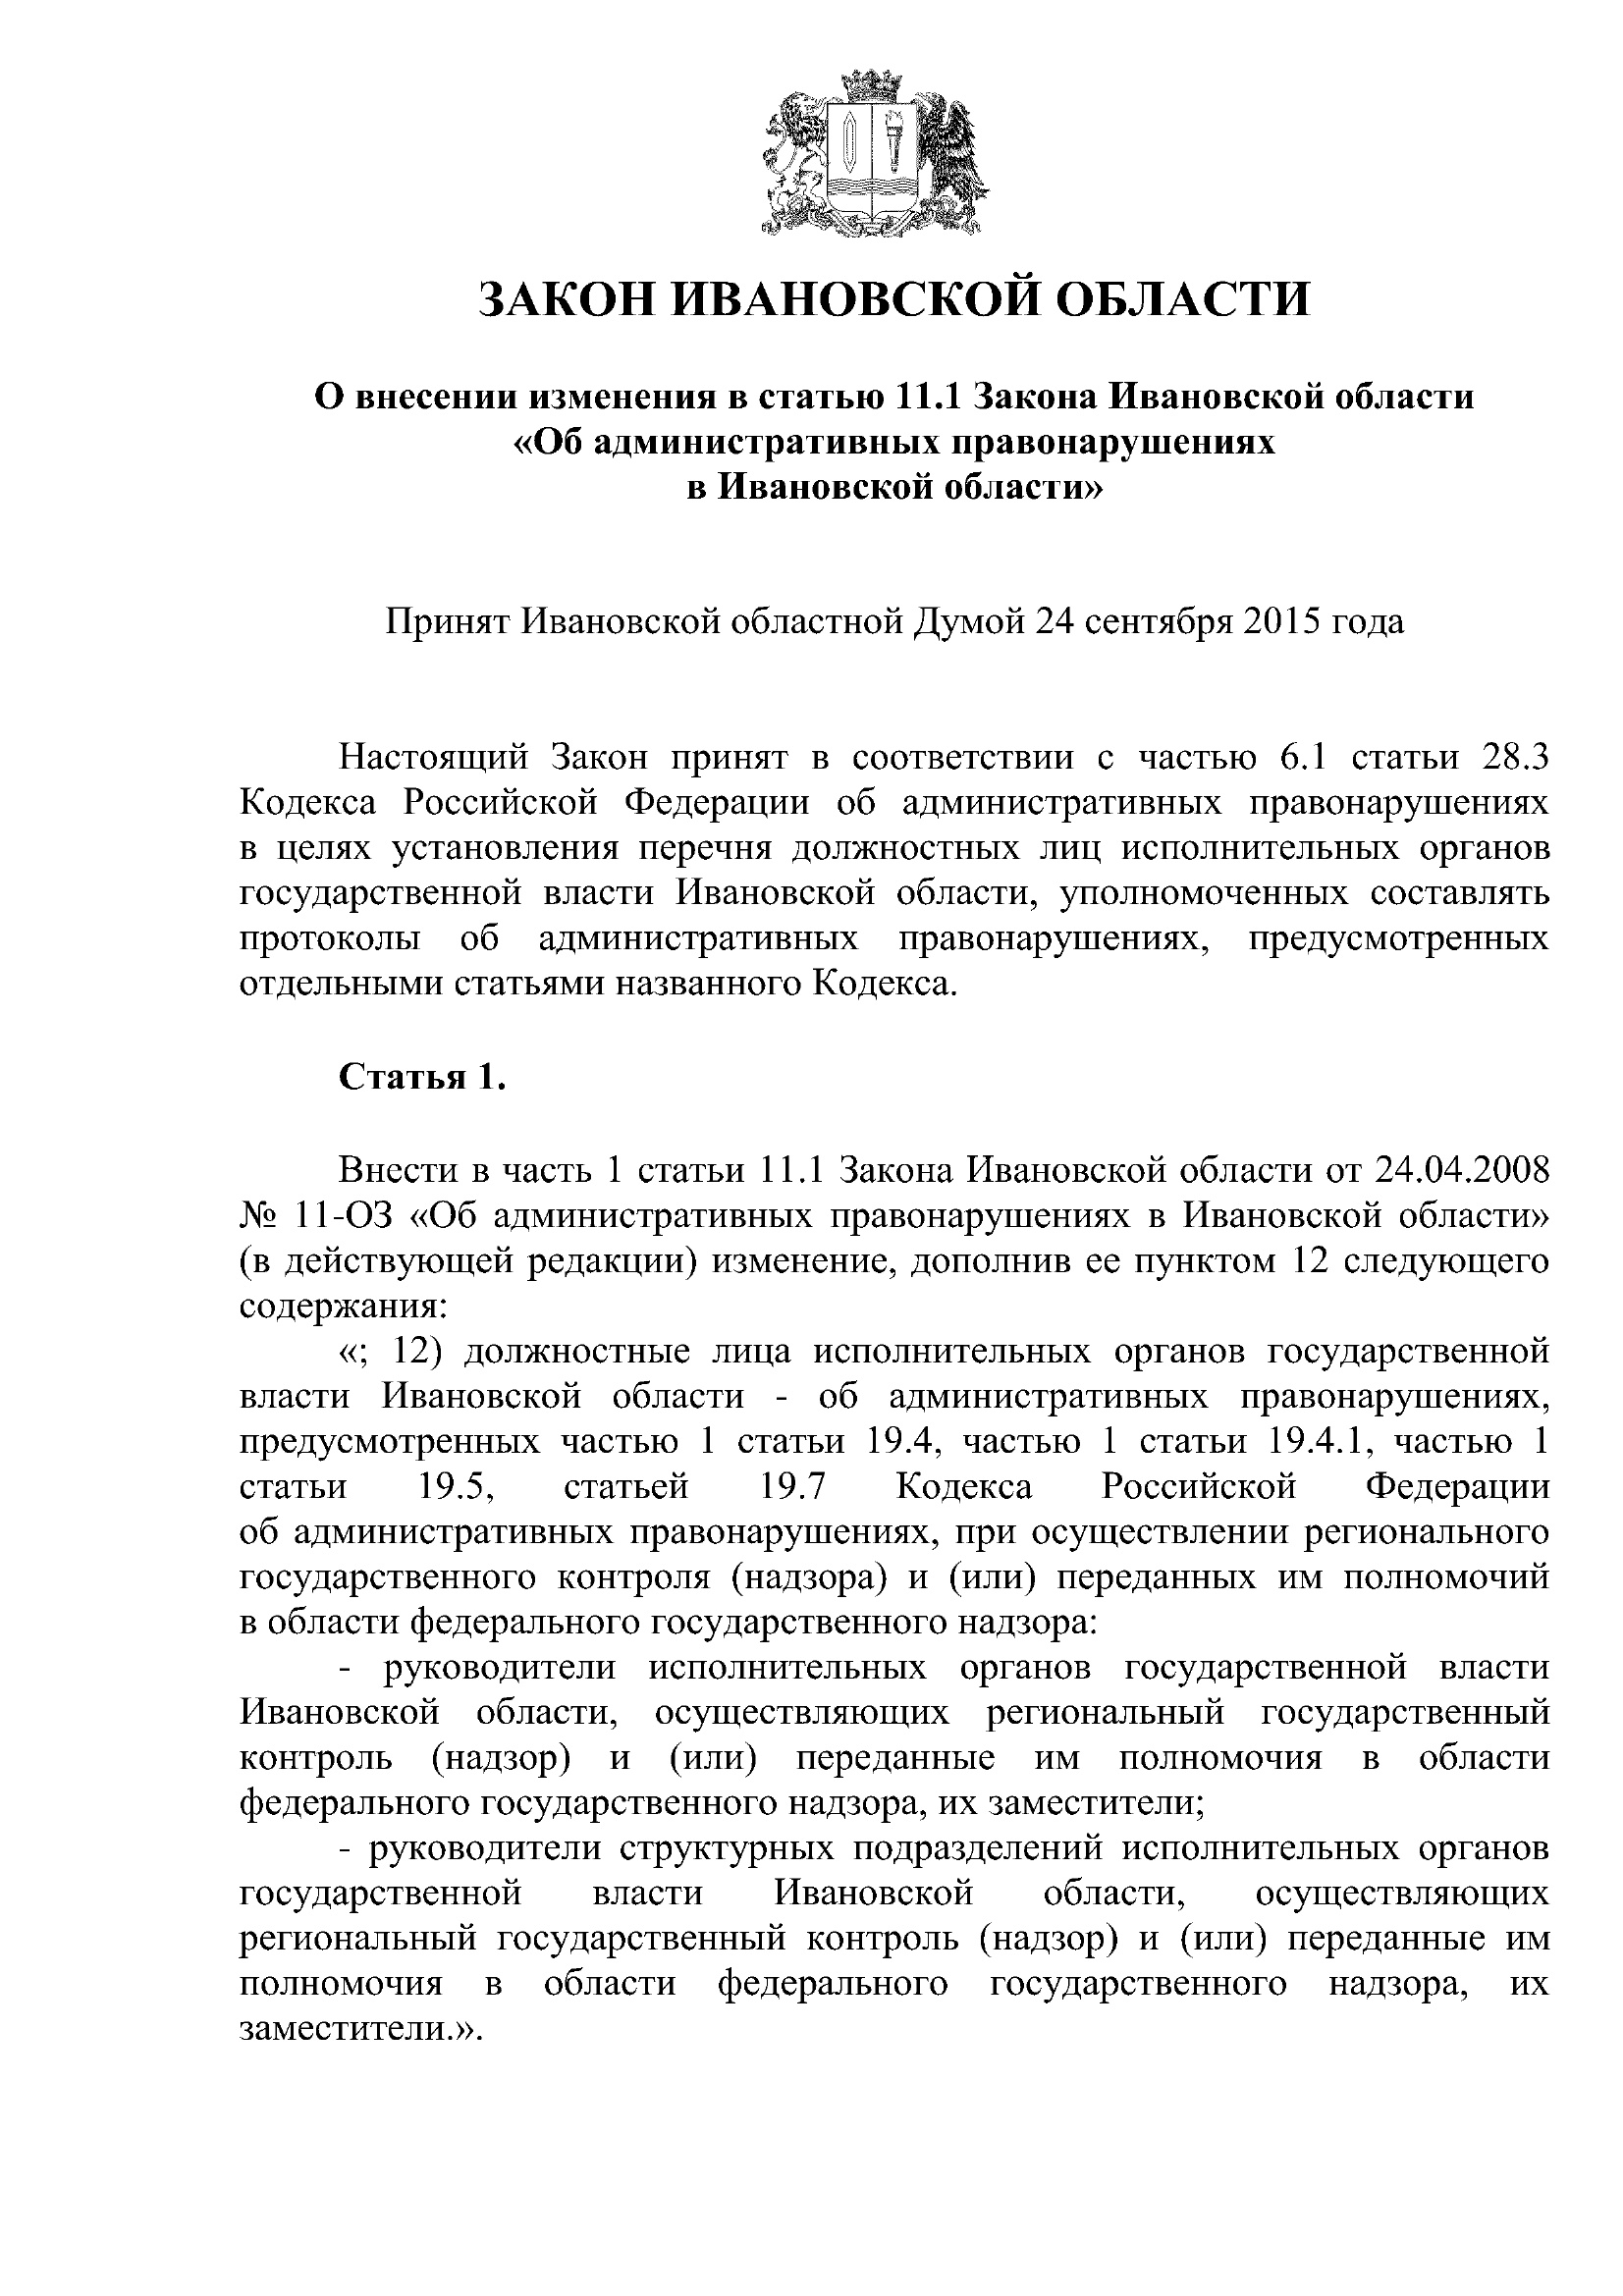 ЗАКОН ИВАНОВСКОЙ ОБЛАСТИ
О внесении изменения в статью 11.1 Закона Ивановской области
«Об административных правонарушениях
в Ивановской области»
Принят Ивановской областной Думой 24 сентября 2015 года
Настоящий Закон принят в соответствии с частью 6.1 статьи 28.3
Кодекса Российской Федерации об административных правонарушениях
в целях установления перечня должностных лиц исполнительных органов
государственной власти Ивановской области, уполномоченных составлять
протоколы об административных правонарушениях, предусмотренных
отдельными статьями названного Кодекса.
Статья 1.
Внести в часть 1 статьи 11.1 Закона Ивановской области от 24.04.2008
№ 11-ОЗ «Об административных правонарушениях в Ивановской области»
(в действующей редакции) изменение, дополнив ее пунктом 12 следующего
содержания:
«; 12) должностные лица исполнительных органов государственной
власти Ивановской области - об административных правонарушениях,
предусмотренных частью 1 статьи 19.4, частью 1 статьи 19.4.1, частью 1
статьи 19.5, статьей 19.7 Кодекса Российской Федерации
об административных правонарушениях, при осуществлении регионального
государственного контроля (надзора) и (или) переданных им полномочий
в области федерального государственного надзора:
- руководители исполнительных органов государственной власти
Ивановской области, осуществляющих региональный государственный
контроль (надзор) и (или) переданные им полномочия в области
федерального государственного надзора, их заместители;
- руководители структурных подразделений исполнительных органов
государственной власти Ивановской области, осуществляющих
региональный государственный контроль (надзор) и (или) переданные им
полномочия в области федерального государственного надзора, их
заместители.».